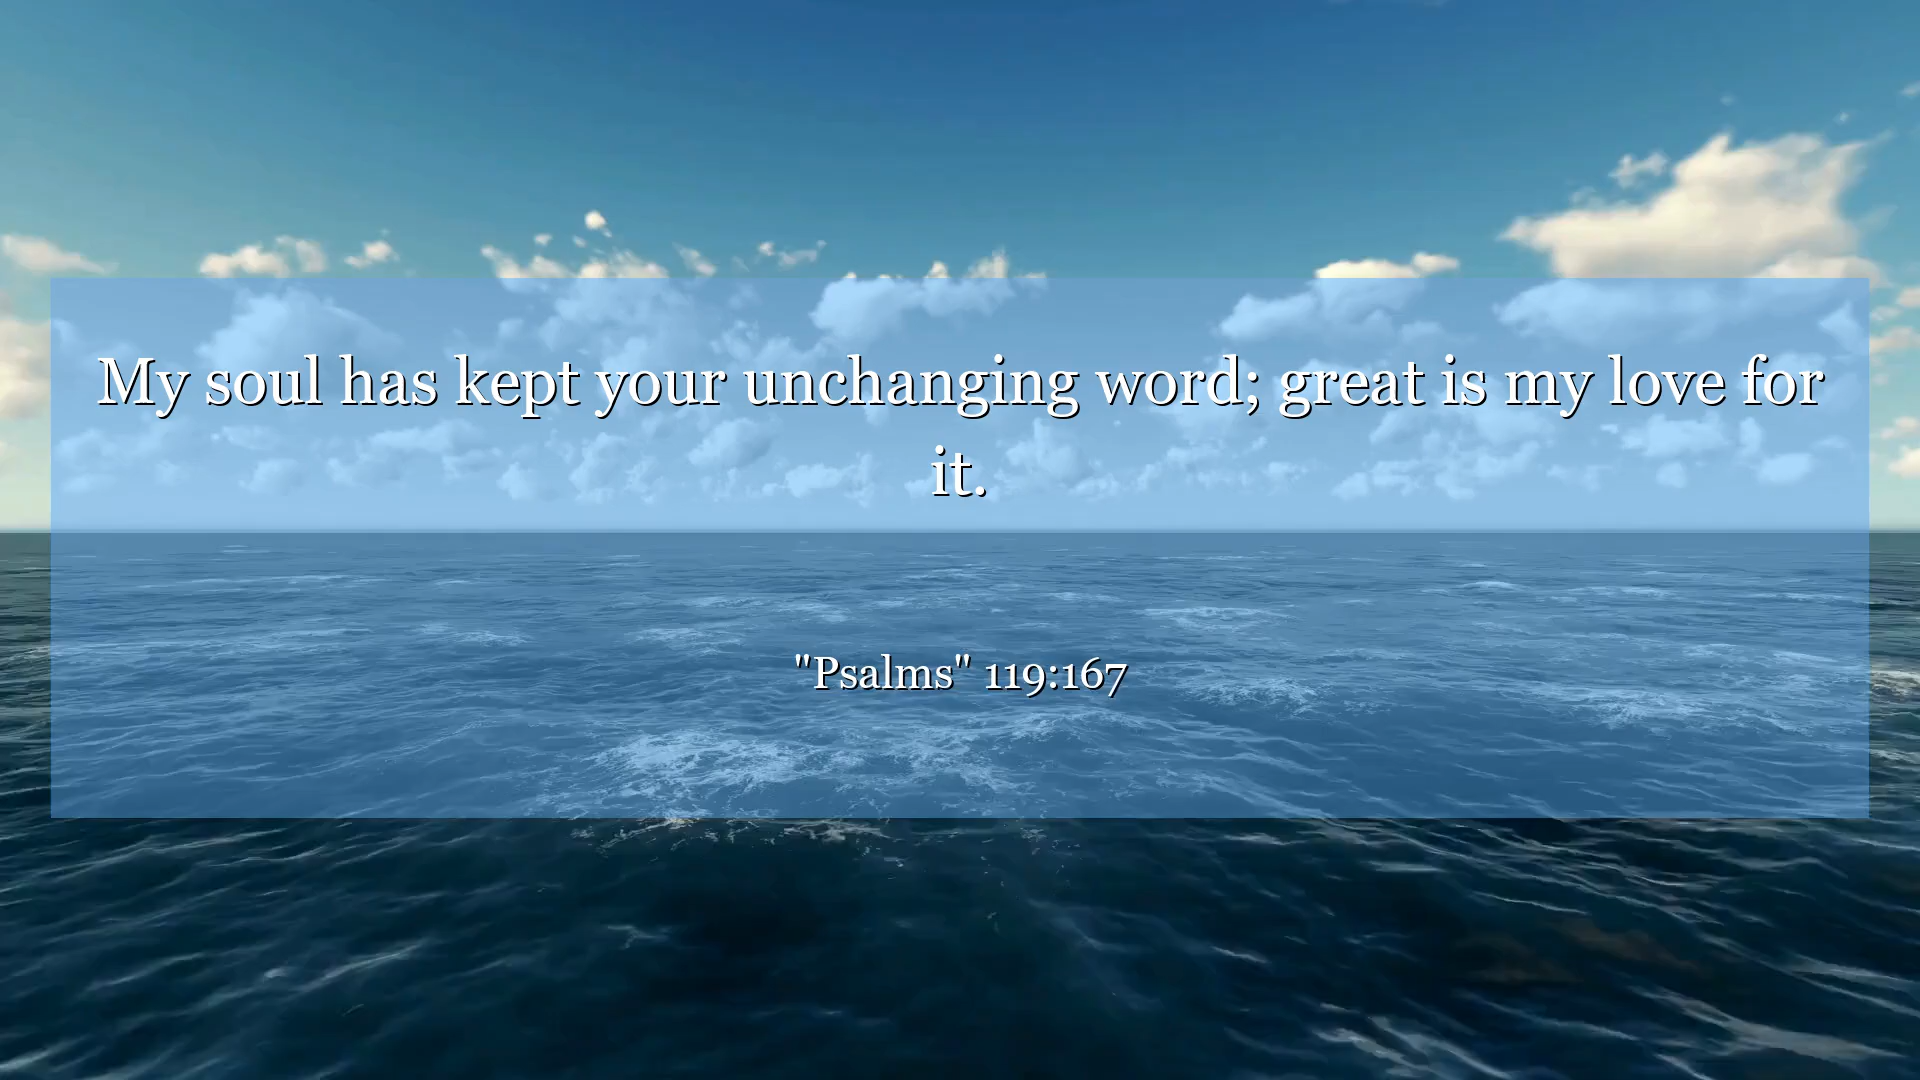 My soul has kept your unchanging word; great is my love for
it.
"Psalms" 119:167